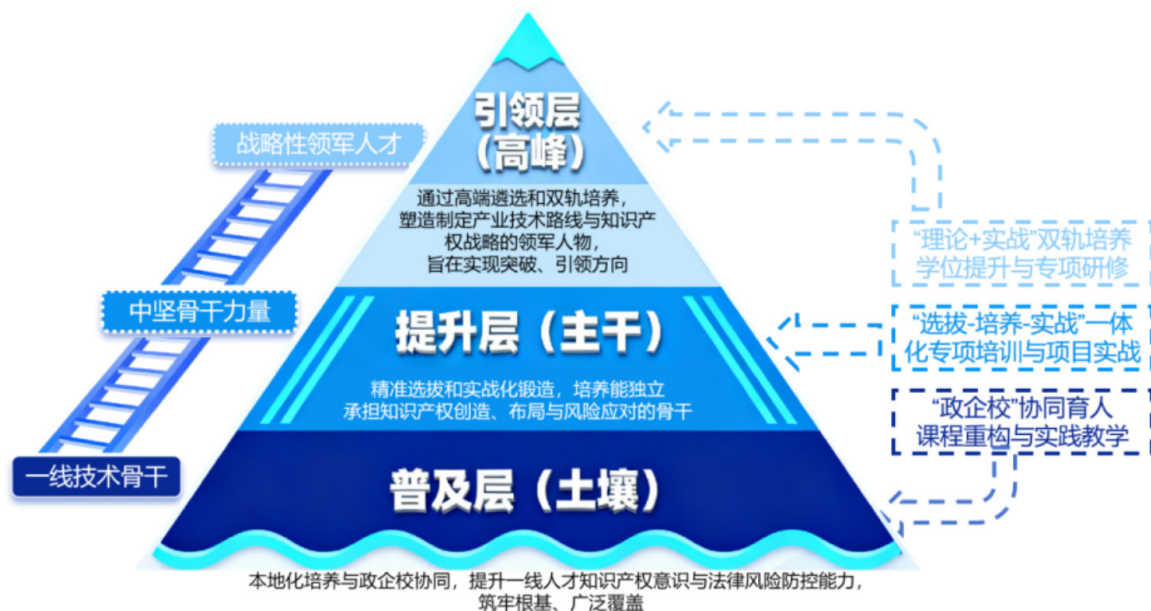 引领层
（高峰）
战略性领军人才
通过高端遴选和双轨培养，
塑造制定产业技术路线与知识产
权战略的领军人物，
旨在实现突破、引领方向
“理论+实战”双轨培养
学位提升与专项研修
中坚骨干力量
提升层（主干）
“选拔-培养-实战”一体
化专项培训与项目实战
精准选拔和实战化锻造，培养能独立
承担知识产权创造、布局与风险应对的骨干
“政企校”协同育人
课程重构与实践教学
一线技术骨干
普及层（土壤）
本地化培养与政企校协同，提升一线人才知识产权意识与法律风险防控能力，
筑牢根基、广泛覆盖